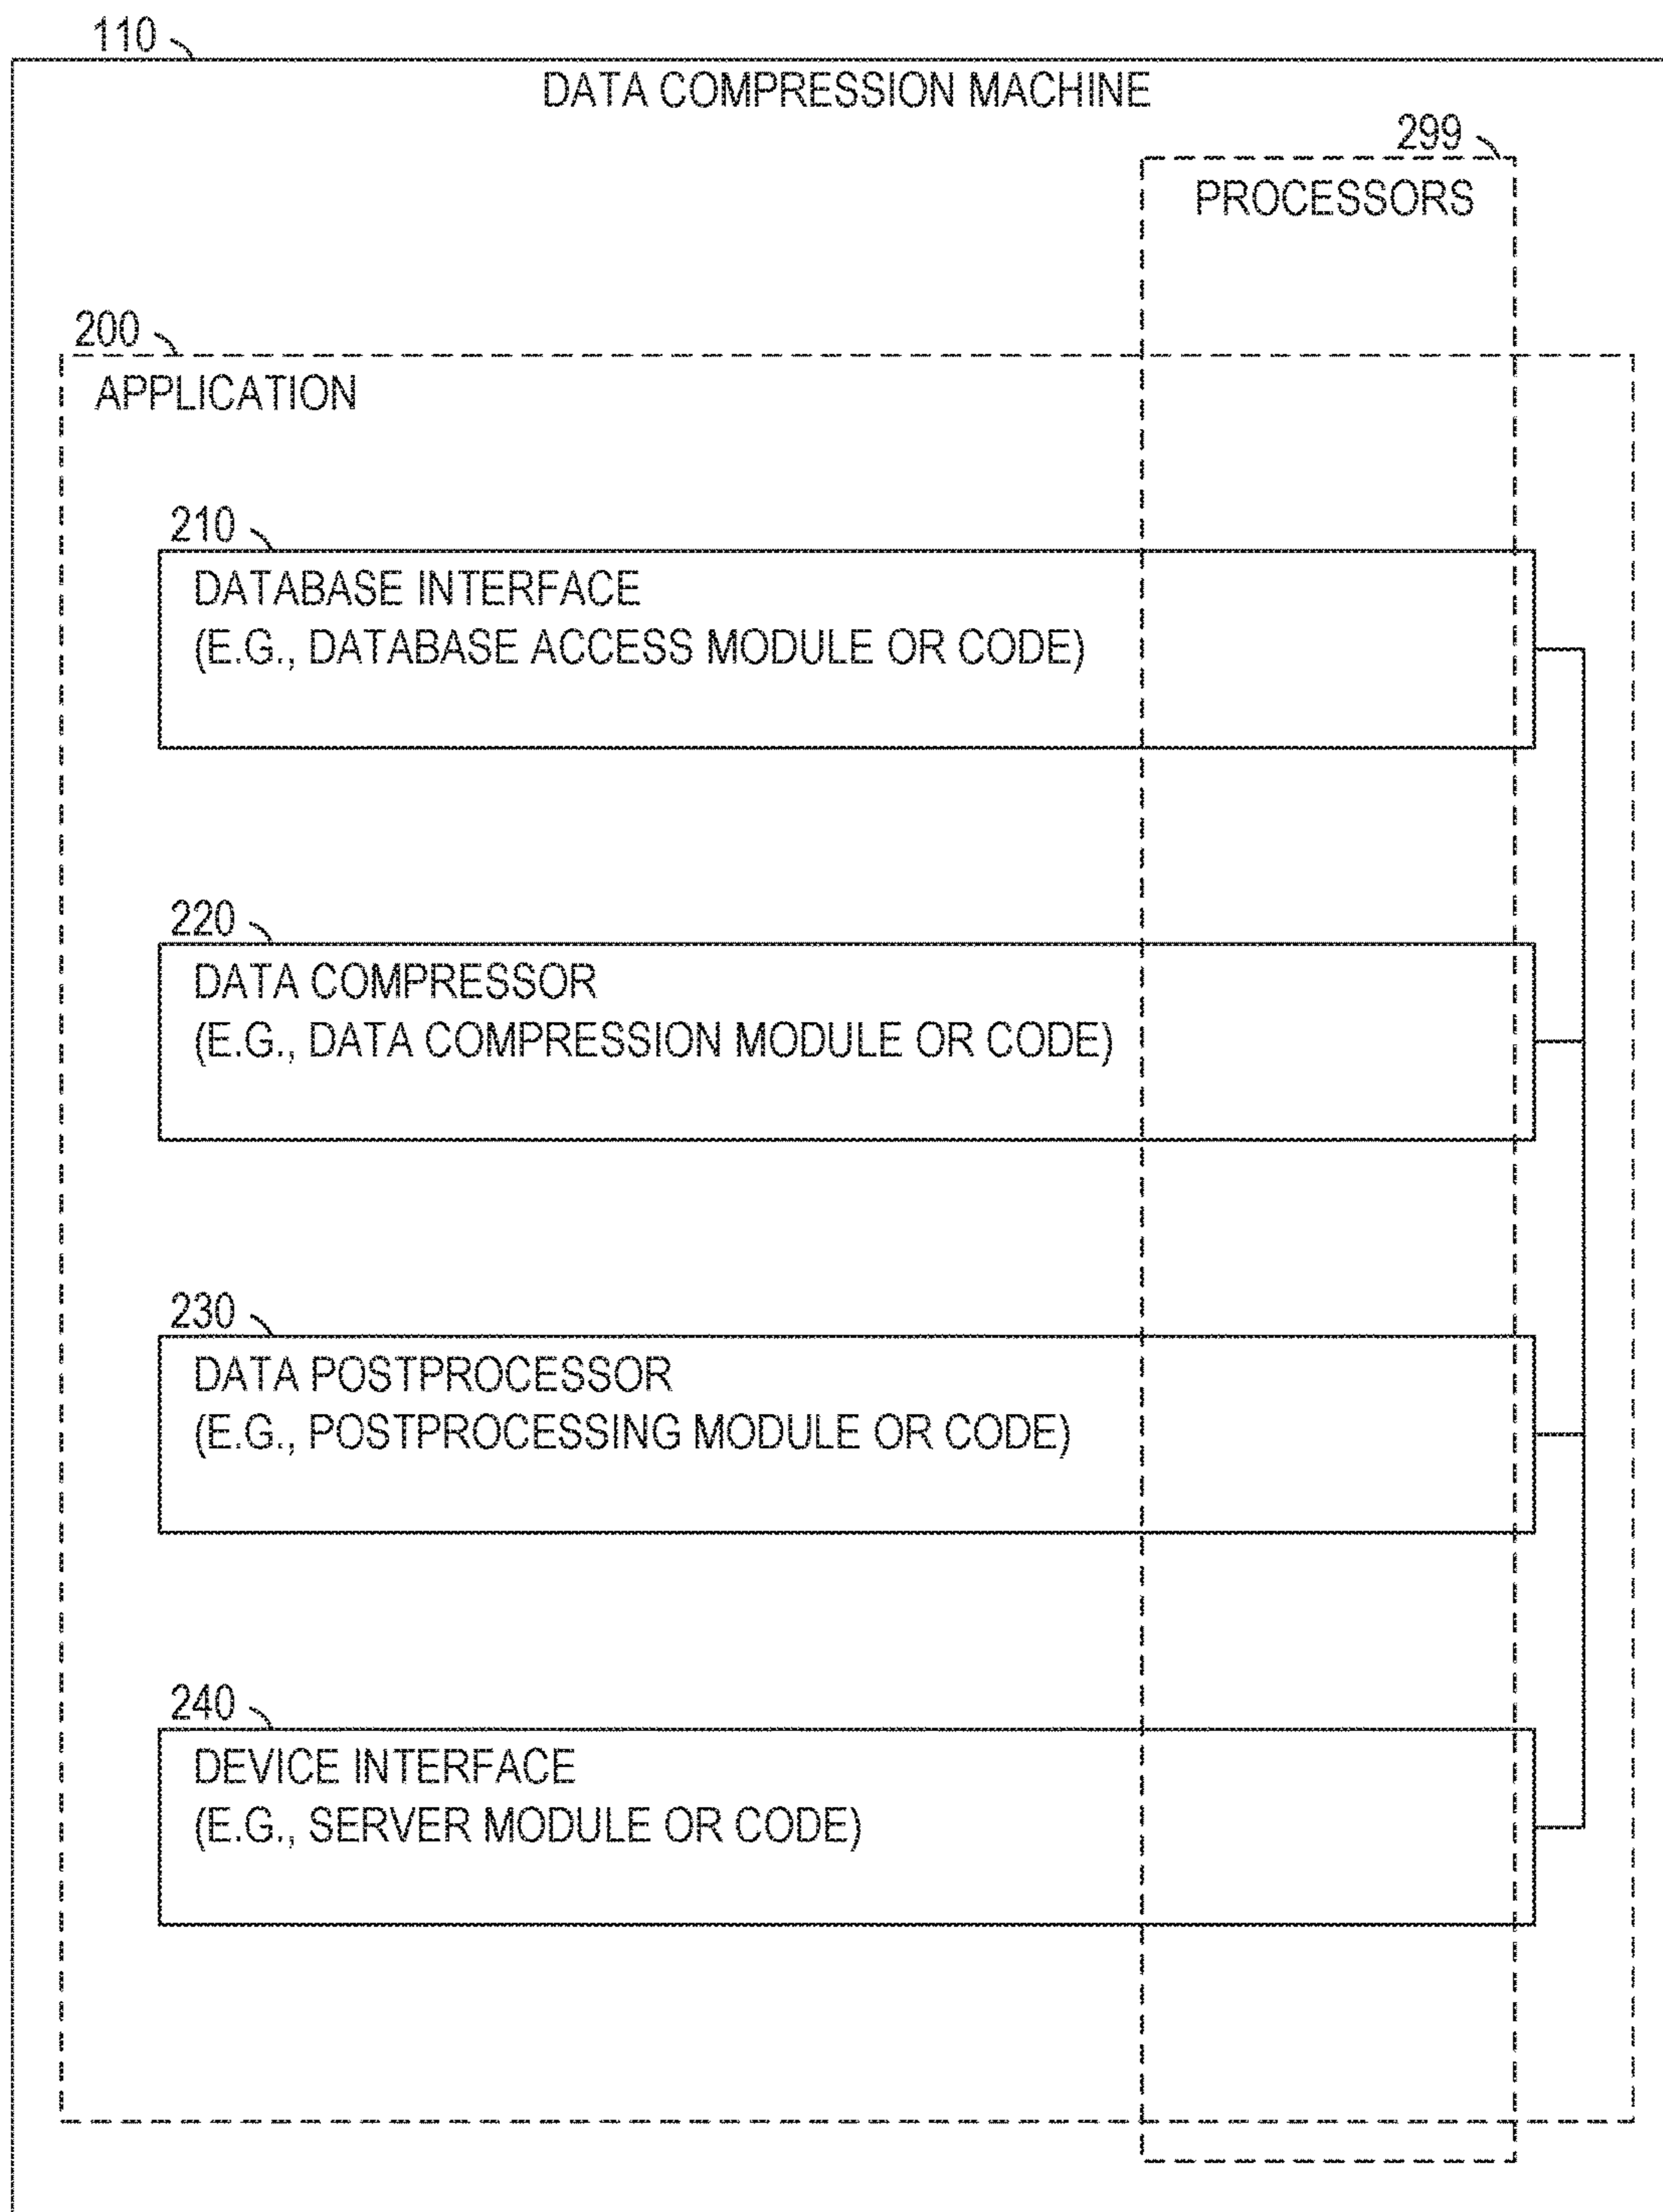 110
DATA COMPRESSION MACHINE
299
PROCESSORS
200
APPLICATION
210
DATABASE INTERFACE
(E.G., DATABASE ACCESS MODULE OR CODE)
220
DATA COMPRESSOR
(E.G., DATA COMPRESSION MODULE OR CODE)
230
DATA POSTPROCESSOR
(E.G., POSTPROCESSING MODULE OR CODE)
240
DEVICE INTERFACE
(E.G., SERVER MODULE OR CODE)